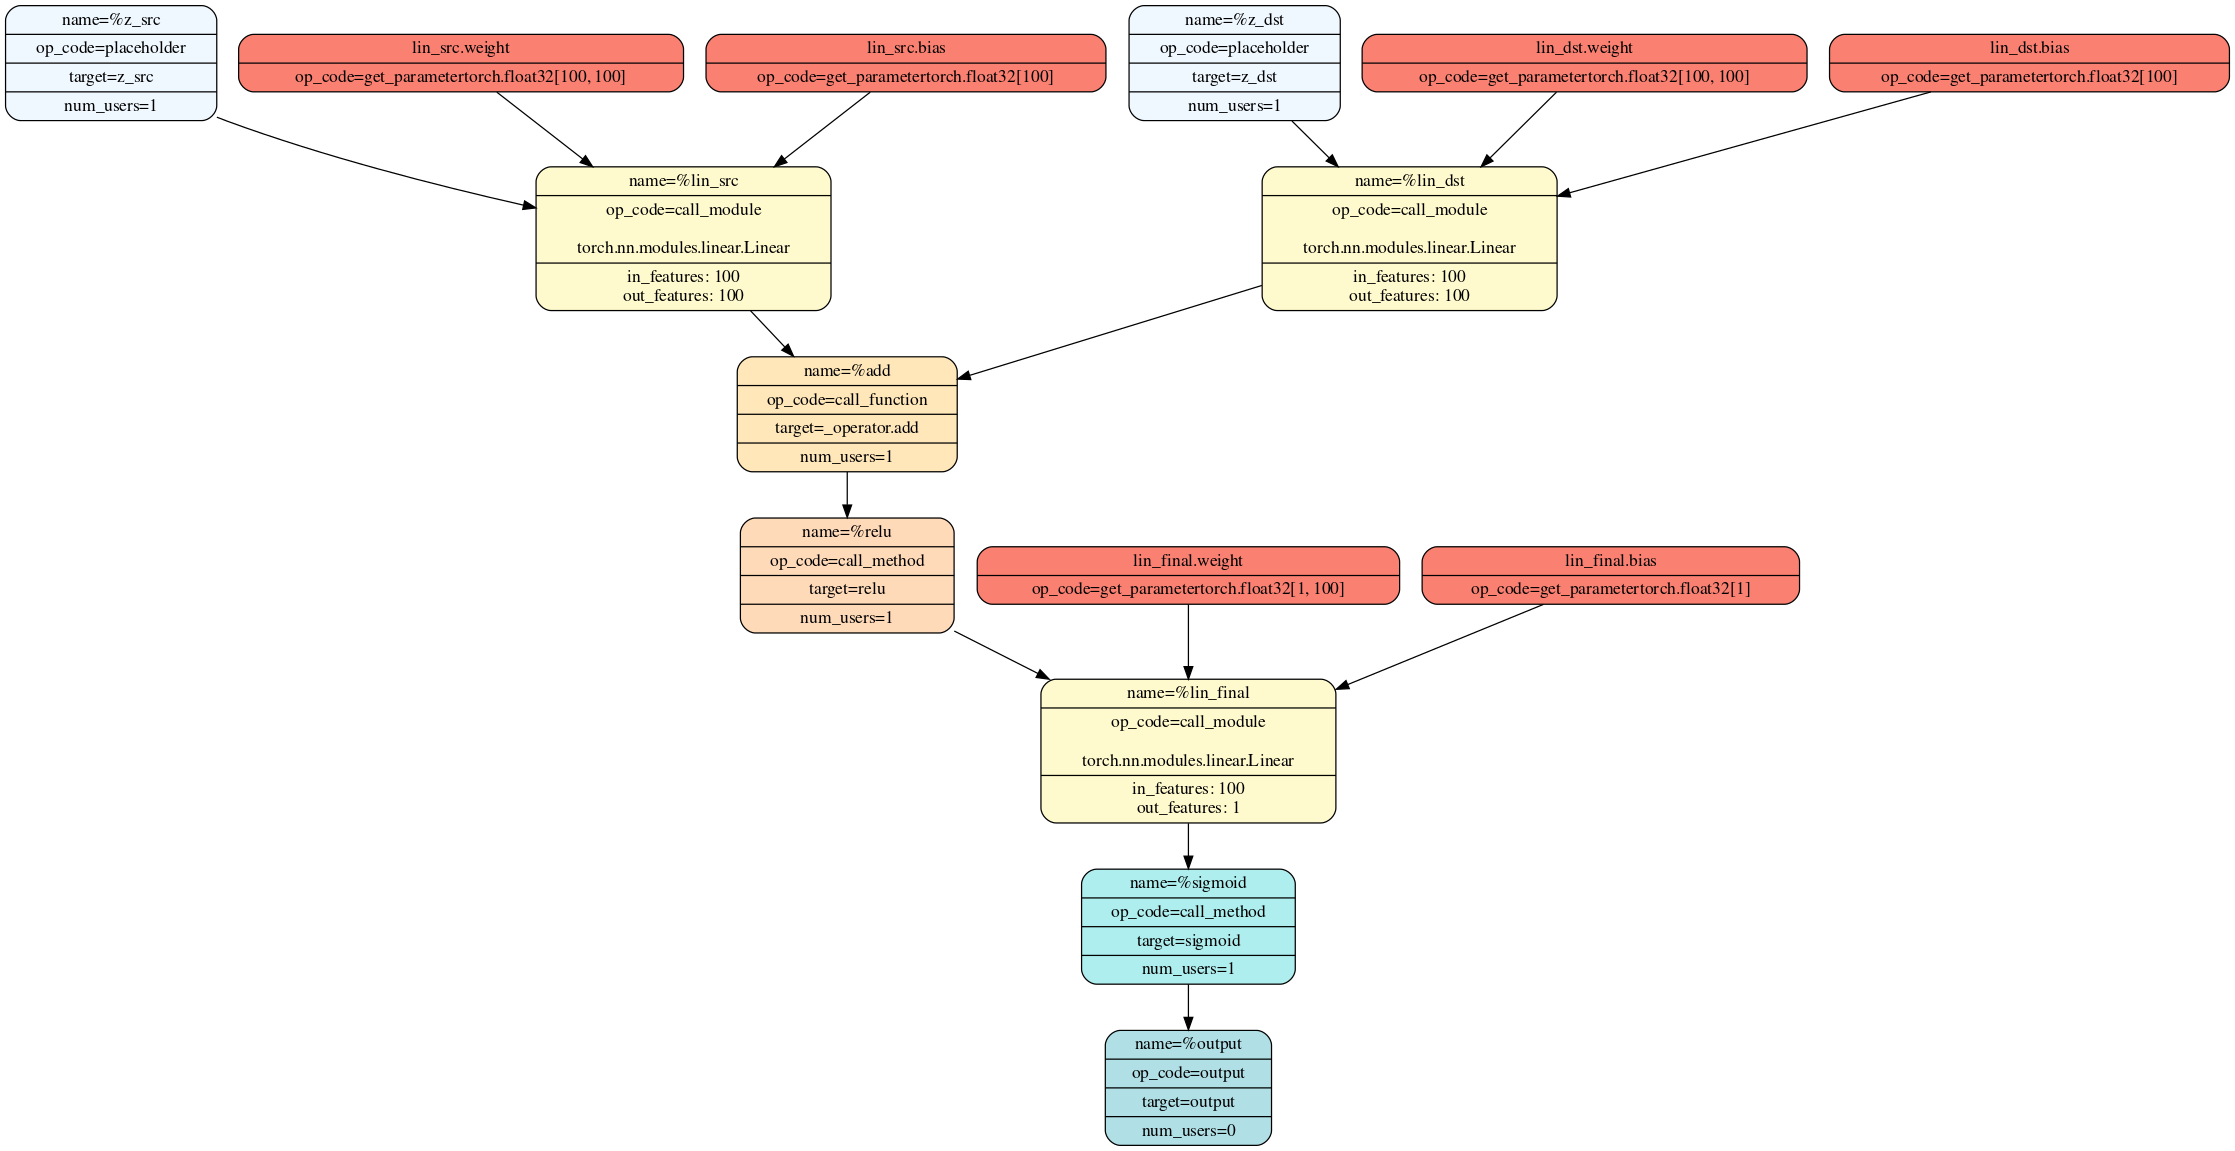 name=%z_src
op_code=placeholder
target=z_src
num_users=1
lin_src.weight
op_code=get_parametertorch.float32[100, 100]
lin_src.bias
op_code=get_parametertorch.float32[100]
name=%z_dst
op_code=placeholder
target=z_dst
num_users=1
lin_dst.weight
op_code=get_parametertorch.float32[100, 100]
lin_dst.bias
op_code=get_parametertorch.float32[100]
name=%lin_src
op_code=call_module
torch.nn.modules.linear.Linear
in_features: 100
out_features: 100
name=%lin_dst
op_code=call_module
torch.nn.modules.linear.Linear
in_features: 100
out_features: 100
name=%add
op_code=call_function
target=_operator.add
num_users=1
name=%relu
op_code=call_method
target=relu
num_users=1
lin_final.weight
op_code=get_parametertorch.float32[1, 100]
lin_final.bias
op_code=get_parametertorch.float32[1]
name=%lin_final
op_code=call_module
torch.nn.modules.linear.Linear
in_features: 100
out_features: 1
name=%sigmoid
op_code=call_method
target=sigmoid
num_users=1
name=%output
op_code=output
target=output
num_users=0